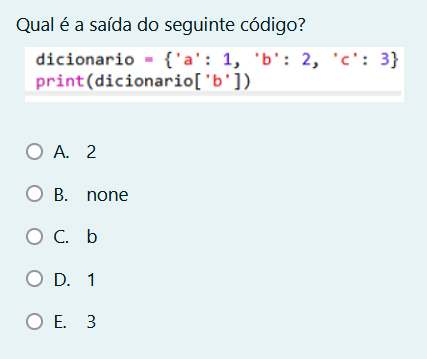 Qual é a saída do seguinte código?
dicionario = {'a': 1, 'b': 2, 'c': 3}
print(dicionario['b'])
A. 2
B. none
C. b
D. 1
E. 3